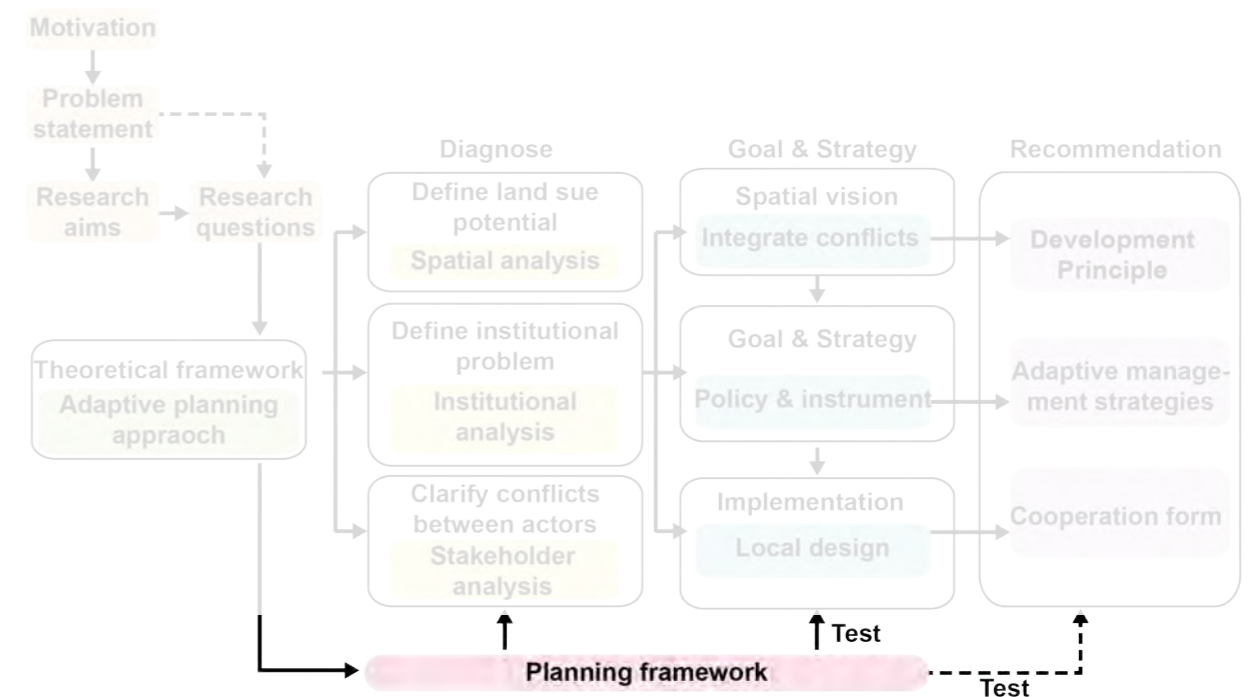 Motivation
Problem
statement
Research
aims
Research
questions
Theoretical framework
Adaptive planning
appraoch
Diagnose
Define land sue
potential
Spatial analysis
Define institutional
problem
Institutional
analysis
Clarify conflicts
between actors
Stakeholder
analysis
Goal & Strategy
Spatial vision
Integrate conflicts
Goal & Strategy
Policy & instrument
Implementation
Local design
Recommendation
Development
Principle
Adaptive manage-
ment strategies
Cooperation form
Test
Planning framework
Test